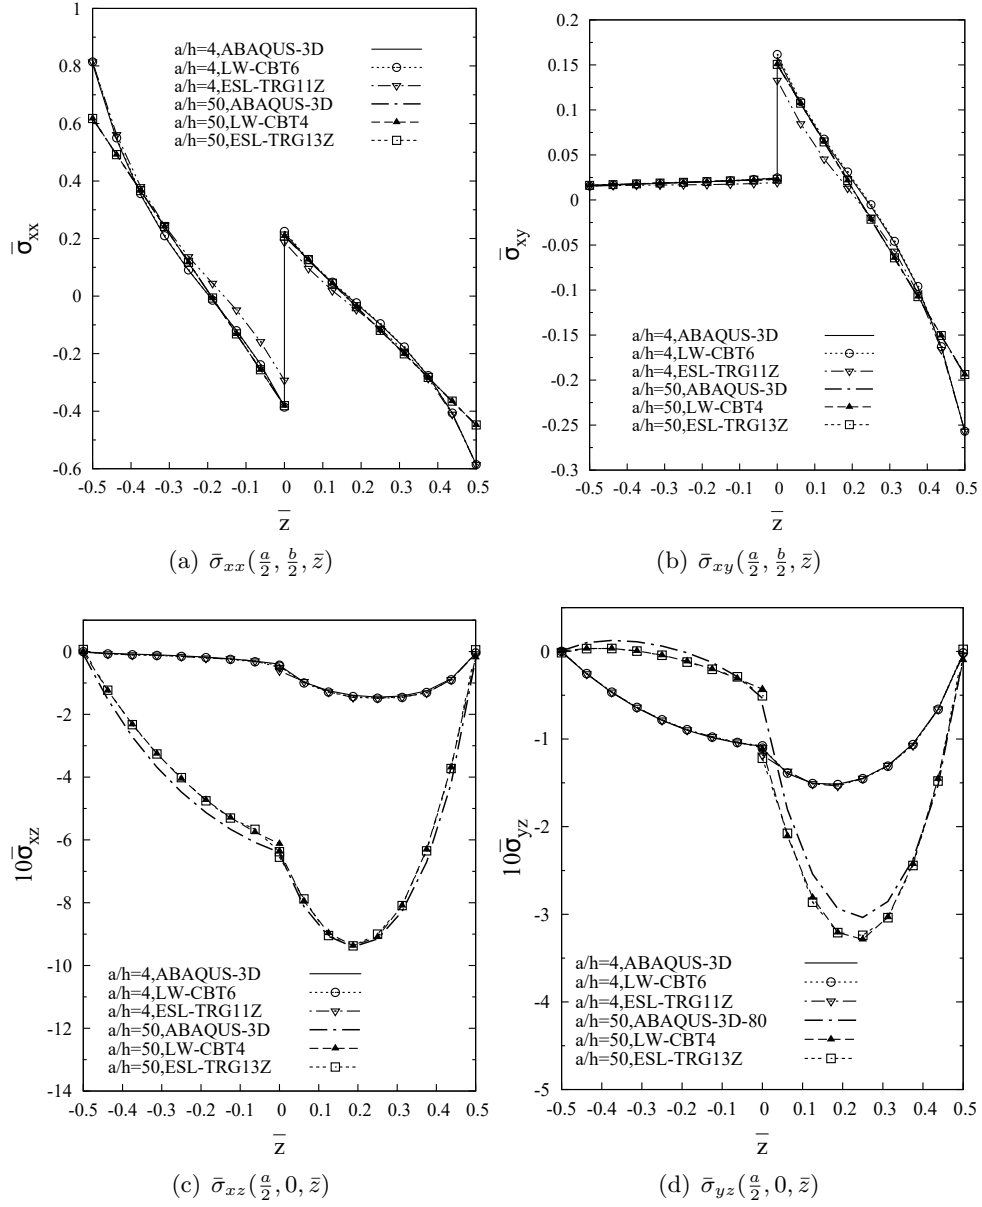 1
0.8
0.6
0.4
0.2
0
-0.2
-0.4
-0.6
σ̅xx
a/h=4,ABAQUS-3D
a/h=4,LW-CBT6
a/h=4,ESL-TRG11Z
a/h=50,ABAQUS-3D
a/h=50,LW-CBT4
a/h=50,ESL-TRG13Z
-0.5 -0.4 -0.3 -0.2 -0.1 0 0.1 0.2 0.3 0.4 0.5
z̅
(a) σ̄xx(a/2, b/2, z̄)
0.2
0.15
0.1
0.05
0
-0.05
-0.1
-0.15
-0.2
-0.25
-0.3
σ̅xy
a/h=4,ABAQUS-3D
a/h=4,LW-CBT6
a/h=4,ESL-TRG11Z
a/h=50,ABAQUS-3D
a/h=50,LW-CBT4
a/h=50,ESL-TRG13Z
-0.5 -0.4 -0.3 -0.2 -0.1 0 0.1 0.2 0.3 0.4 0.5
z̅
(b) σ̄xy(a/2, b/2, z̄)
0
-2
-4
-6
-8
-10
-12
-14
10σ̅xz
a/h=4,ABAQUS-3D
a/h=4,LW-CBT6
a/h=4,ESL-TRG11Z
a/h=50,ABAQUS-3D
a/h=50,LW-CBT4
a/h=50,ESL-TRG13Z
-0.5 -0.4 -0.3 -0.2 -0.1 0 0.1 0.2 0.3 0.4 0.5
z̅
(c) σ̄xz(a/2, 0, z̄)
0
-1
-2
-3
-4
-5
10σ̅yz
a/h=4,ABAQUS-3D
a/h=4,LW-CBT6
a/h=4,ESL-TRG11Z
a/h=50,ABAQUS-3D-80
a/h=50,LW-CBT4
a/h=50,ESL-TRG13Z
-0.5 -0.4 -0.3 -0.2 -0.1 0 0.1 0.2 0.3 0.4 0.5
z̅
(d) σ̄yz(a/2, 0, z̄)